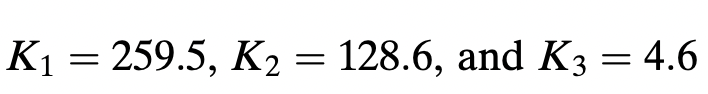 K₁ = 259.5, K₂ = 128.6, and K₃ = 4.6